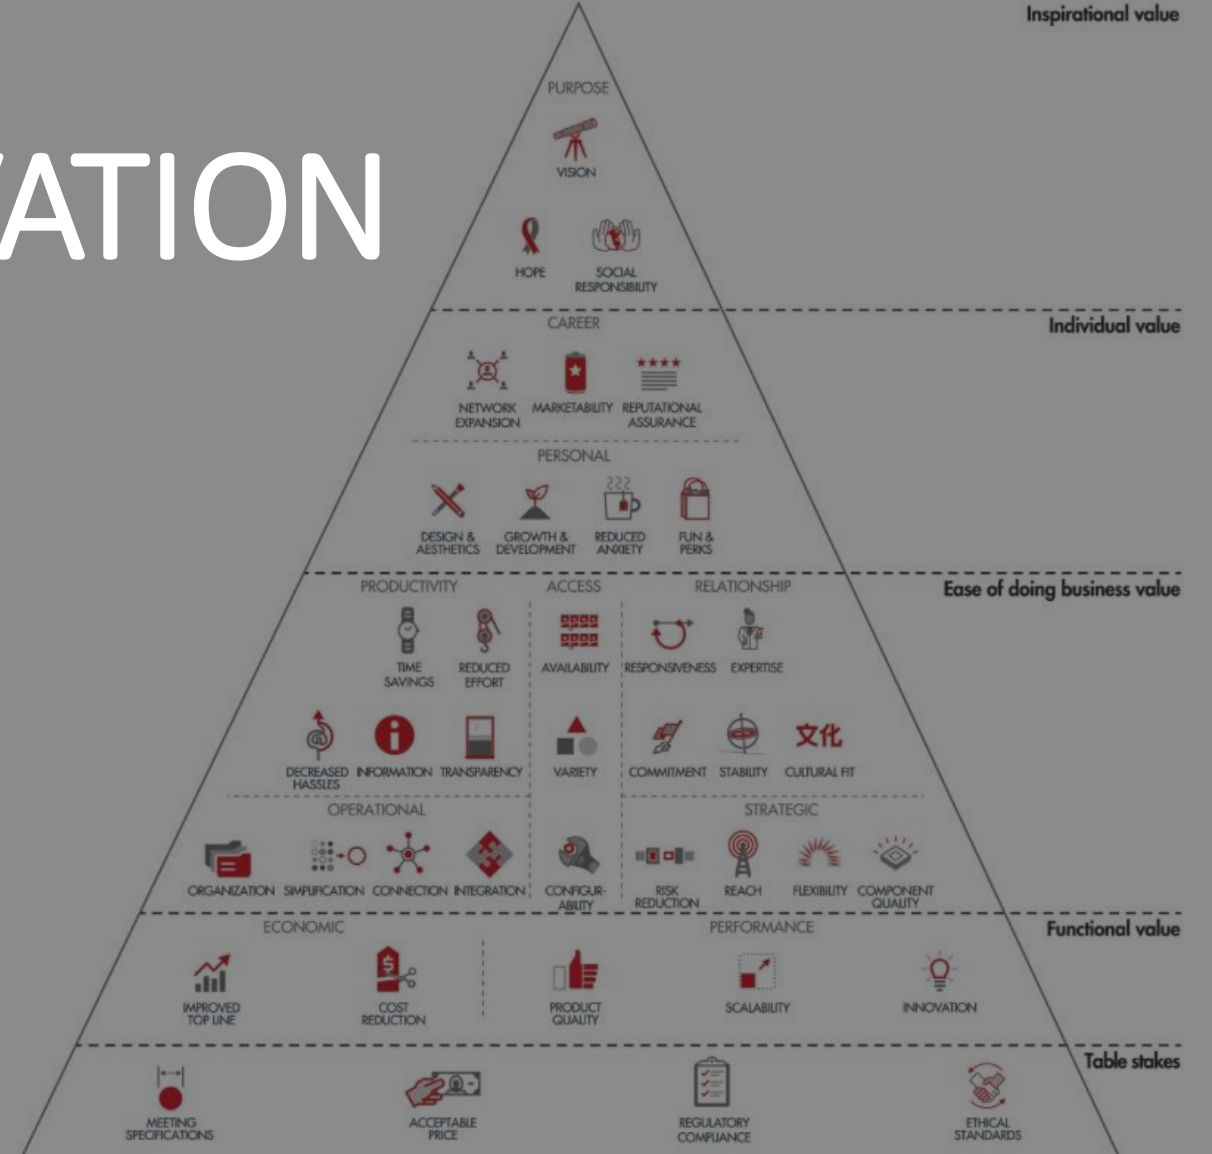 Inspirational value
PURPOSE
VISION
ATION
HOPE
SOCIAL
RESPONSIBILITY
Individual value
CAREER
NETWORK
EXPANSION
MARKETABILITY
REPUTATIONAL
ASSURANCE
PERSONAL
DESIGN &
AESTHETICS
GROWTH &
DEVELOPMENT
REDUCED
ANXIETY
FUN &
PERKS
Ease of doing business value
PRODUCTIVITY
ACCESS
RELATIONSHIP
TIME
SAVINGS
REDUCED
EFFORT
AVAILABILITY
RESPONSIVENESS
EXPERTISE
文化
DECREASED
HASSLES
INFORMATION
TRANSPARENCY
VARIETY
COMMITMENT
STABILITY
CULTURAL FIT
OPERATIONAL
STRATEGIC
ORGANIZATION
SIMPLIFICATION
CONNECTION
INTEGRATION
CONFIGUR-
ABILITY
RISK
REDUCTION
REACH
FLEXIBILITY
COMPONENT
QUALITY
Functional value
ECONOMIC
PERFORMANCE
$
IMPROVED
TOP LINE
COST
REDUCTION
PRODUCT
QUALITY
SCALABILITY
INNOVATION
Table stakes
MEETING
SPECIFICATIONS
ACCEPTABLE
PRICE
REGULATORY
COMPLIANCE
ETHICAL
STANDARDS